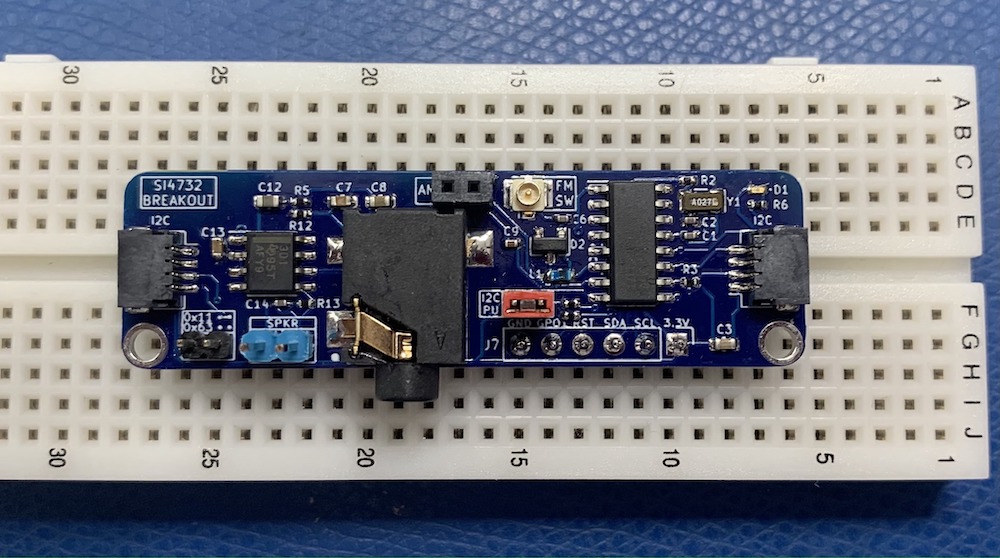 30 25 20 15 10 5 1
A
B
C
D
E
SI4732
BREAKOUT
I2C
C12
R5
R12
C13
C7
C8
AM
FM
SW
C6
C9
D2
L1
R2
A027E
Y1
D1
R6
C2
C1
I2C
R3
C14
R13
0x11
0x63
SPKR
A
I2C
PU
GND GPO1 RST SDA SCL 3.3V
J7
C3
F
G
H
I
J
30 25 20 15 10 5 1